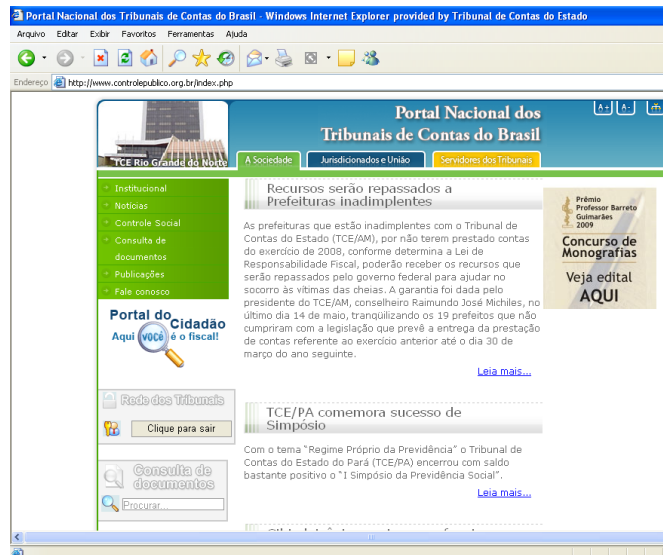 Portal Nacional dos Tribunais de Contas do Brasil - Windows Internet Explorer provided by Tribunal de Contas do Estado
Arquivo Editar Exibir Favoritos Ferramentas Ajuda
Endereço http://www.controlepublico.org.br/index.php
Portal Nacional dos
Tribunais de Contas do Brasil
A+ A-
TCE Rio Grande do Norte
A Sociedade Jurisdicionados e União Servidores dos Tribunais
Institucional
Notícias
Controle Social
Consulta de
documentos
Publicações
Fale conosco
Portal do
Cidadão
Aqui você é o fiscal!
Rede dos Tribunais
Clique para sair
Consulta de
documentos
Procurar...
Recursos serão repassados a
Prefeituras inadimplentes
As prefeituras que estão inadimplentes com o Tribunal de
Contas do Estado (TCE/AM), por não terem prestado contas
do exercício de 2008, conforme determina a Lei de
Responsabilidade Fiscal, poderão receber os recursos que
serão repassados pelo governo federal para ajudar no
socorro às vítimas das cheias. A garantia foi dada pelo
presidente do TCE/AM, conselheiro Raimundo José Michiles, no
último dia 14 de maio, tranqüilizando os 19 prefeitos que não
cumpriram com a legislação que prevê a entrega da prestação
de contas referente ao exercício anterior até o dia 30 de
março do ano seguinte.
Leia mais...
TCE/PA comemora sucesso de
Simpósio
Com o tema "Regime Próprio da Previdência" o Tribunal de
Contas do Estado do Pará (TCE/PA) encerrou com saldo
bastante positivo o "I Simpósio da Previdência Social".
Leia mais...
Prêmio
Professor Barreto
Guimarães
2009
Concurso de
Monografias
Veja edital
AQUI